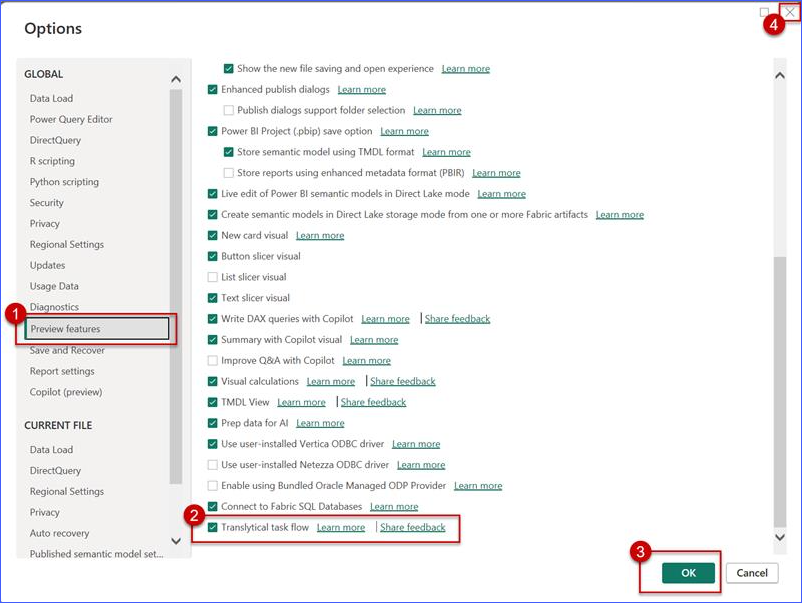 Options
GLOBAL
Data Load
Power Query Editor
DirectQuery
R scripting
Python scripting
Security
Privacy
Regional Settings
Updates
Usage Data
Diagnostics
1
Preview features
Save and Recover
Report settings
Copilot (preview)
CURRENT FILE
Data Load
DirectQuery
Regional Settings
Privacy
Auto recovery
Published semantic model set...
Show the new file saving and open experience Learn more
Enhanced publish dialogs Learn more
Publish dialogs support folder selection Learn more
Power BI Project (.pbip) save option Learn more
Store semantic model using TMDL format Learn more
Store reports using enhanced metadata format (PBIR) Learn more
Live edit of Power BI semantic models in Direct Lake mode Learn more
Create semantic models in Direct Lake storage mode from one or more Fabric artifacts Learn more
New card visual Learn more
Button slicer visual
List slicer visual
Text slicer visual
Write DAX queries with Copilot Learn more | Share feedback
Summary with Copilot visual Learn more
Improve Q&A with Copilot Learn more
Visual calculations Learn more | Share feedback
TMDL View Learn more | Share feedback
Prep data for AI Learn more
Use user-installed Vertica ODBC driver Learn more
Use user-installed Netezza ODBC driver Learn more
Enable using Bundled Oracle Managed ODP Provider Learn more
Connect to Fabric SQL Databases Learn more
2
Translytical task flow Learn more | Share feedback
3
OK Cancel
4